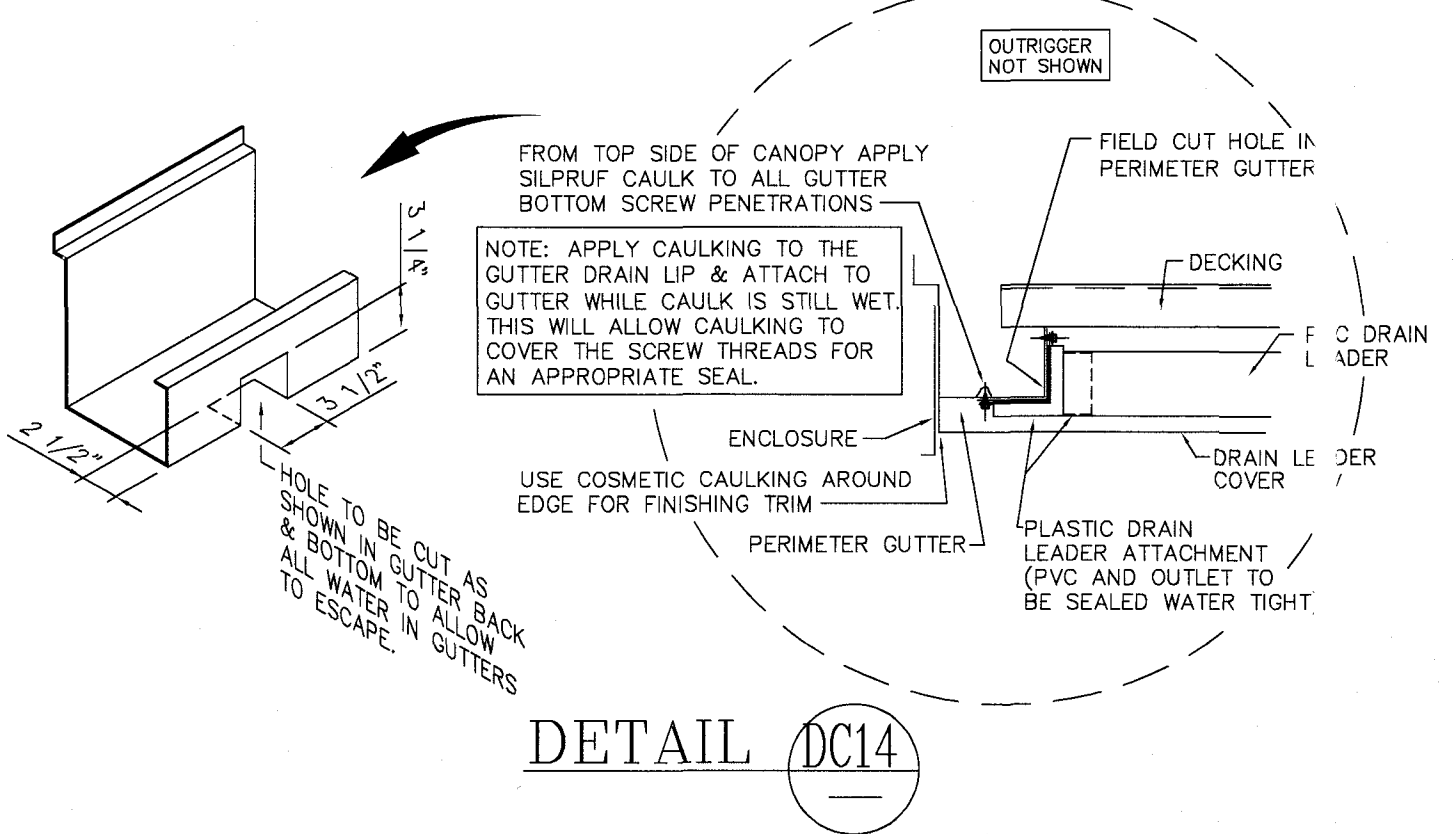 OUTRIGGER
NOT SHOWN
FROM TOP SIDE OF CANOPY APPLY
SILPRUF CAULK TO ALL GUTTER
BOTTOM SCREW PENETRATIONS
FIELD CUT HOLE IN
PERIMETER GUTTER
NOTE: APPLY CAULKING TO THE
GUTTER DRAIN LIP & ATTACH TO
GUTTER WHILE CAULK IS STILL WET.
THIS WILL ALLOW CAULKING TO
COVER THE SCREW THREADS FOR
AN APPROPRIATE SEAL.
3 1/4"
3 1/2"
2 1/2"
HOLE TO BE CUT AS
SHOWN IN GUTTER BACK
& BOTTOM TO ALLOW
ALL WATER IN GUTTERS
TO ESCAPE.
DECKING
DRAIN
ENCLOSURE
USE COSMETIC CAULKING AROUND
EDGE FOR FINISHING TRIM
PERIMETER GUTTER
DRAIN
COVER
PLASTIC DRAIN
LEADER ATTACHMENT
(PVC AND OUTLET TO
BE SEALED WATER TIGHT
DETAIL DC14